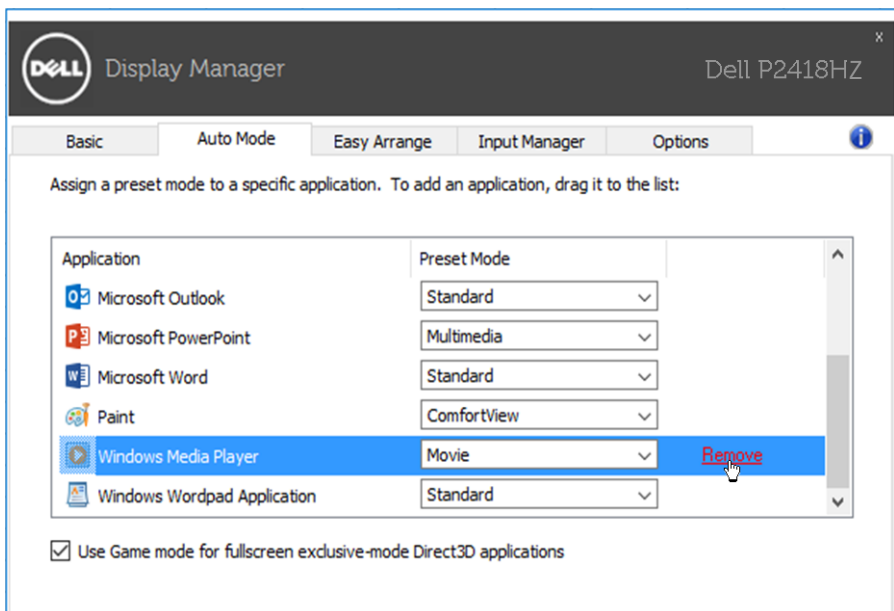 DELL Display Manager
x
Dell P2418HZ
Basic Auto Mode Easy Arrange Input Manager Options
Assign a preset mode to a specific application. To add an application, drag it to the list:
Application Preset Mode
Microsoft Outlook Standard
Microsoft PowerPoint Multimedia
Microsoft Word Standard
Paint ComfortView
Windows Media Player Movie Remove
Windows Wordpad Application Standard
Use Game mode for fullscreen exclusive-mode Direct3D applications